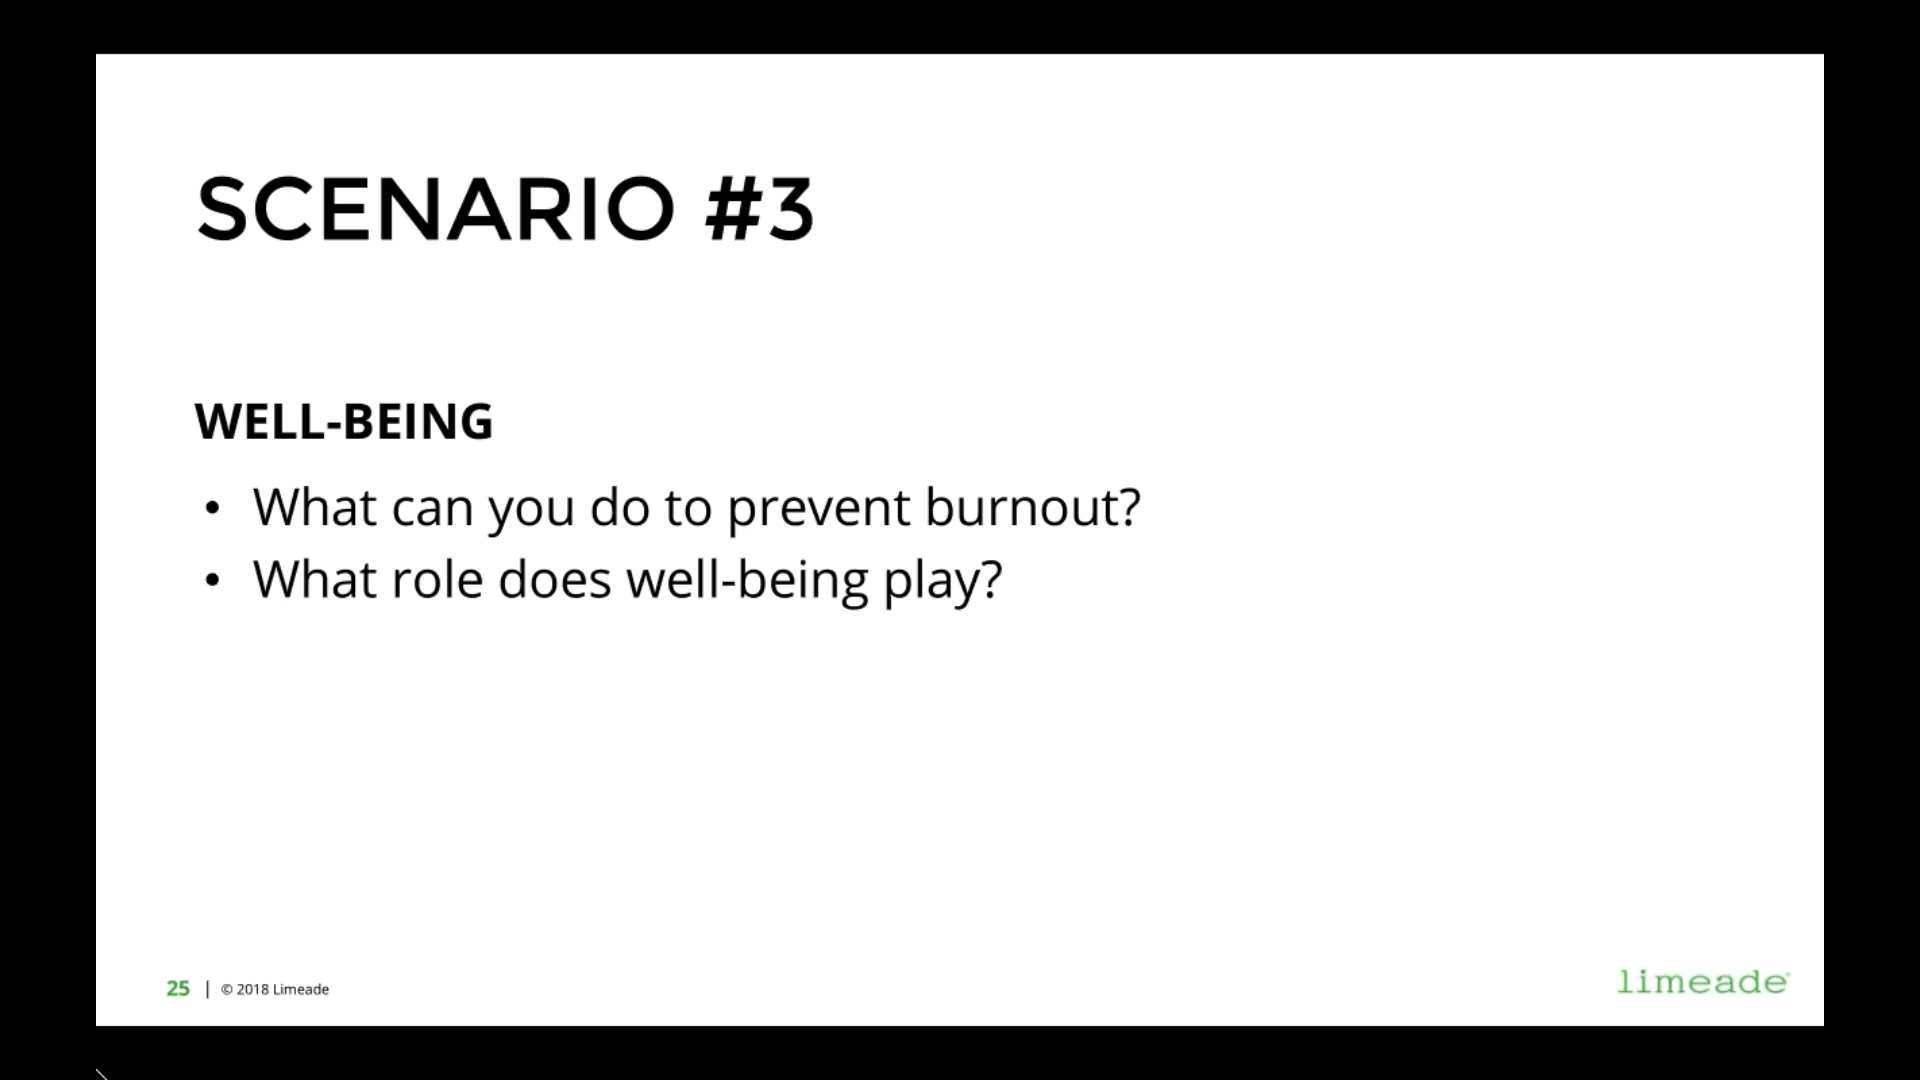 SCENARIO #3
WELL-BEING
• What can you do to prevent burnout?
• What role does well-being play?
25 | © 2018 Limeade
limeade